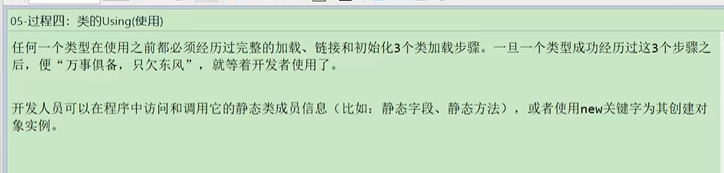 05-过程四：类的Using(使用)
任何一个类型在使用之前都必须经历过完整的加载、链接和初始化3个类加载步骤。一旦一个类型成功经历过这3个步骤之
后，便“万事俱备，只欠东风”，就等着开发者使用了。
开发人员可以在程序中访问和调用它的静态类成员信息（比如：静态字段、静态方法），或者使用new关键字为其创建对
象实例。